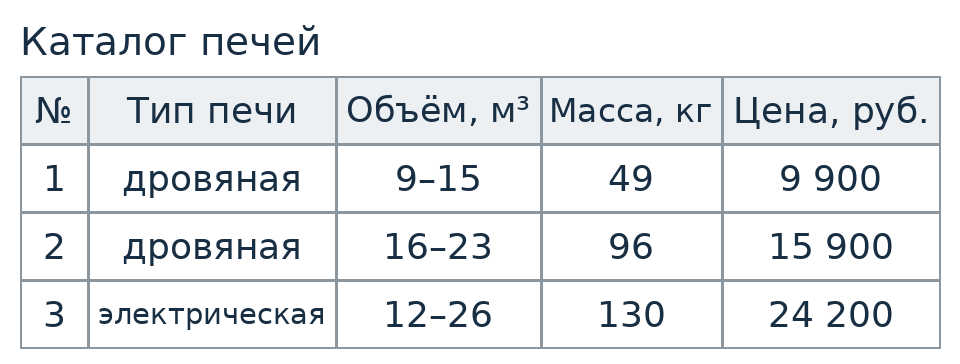 Каталог печей
№ Тип печи Объём, м³ Масса, кг Цена, руб.
1 дровяная 9–15 49 9 900
2 дровяная 16–23 96 15 900
3 электрическая 12–26 130 24 200